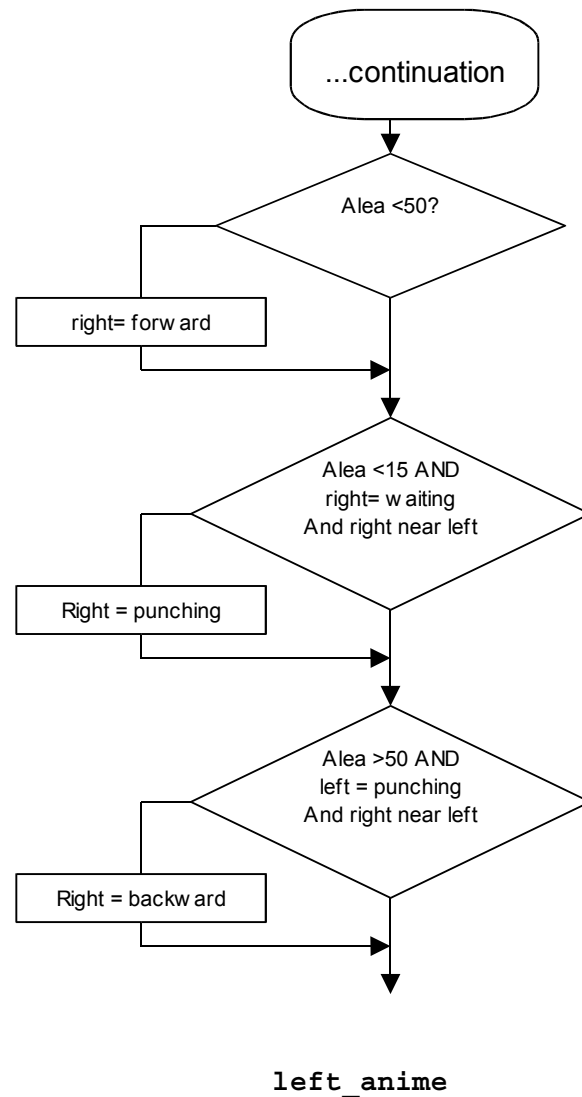 ...continuation
Alea <50?
right= forw ard
Alea <15 AND
right= w aiting
And right near left
Right = punching
Alea >50 AND
left = punching
And right near left
Right = backw ard
left_anime